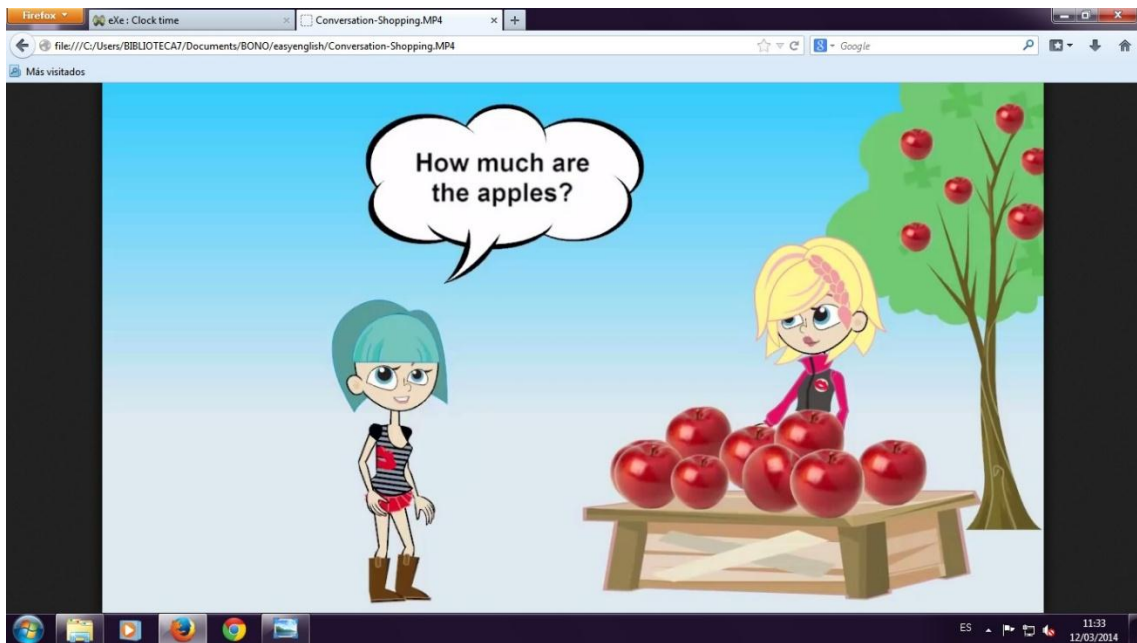 Firefox
eXe : Clock time
Conversation-Shopping.MP4
file:///C:/Users/BIBLIOTECA7/Documents/BONO/easyenglish/Conversation-Shopping.MP4
Google
Más visitados
How much are
the apples?
ES
11:33
12/03/2014